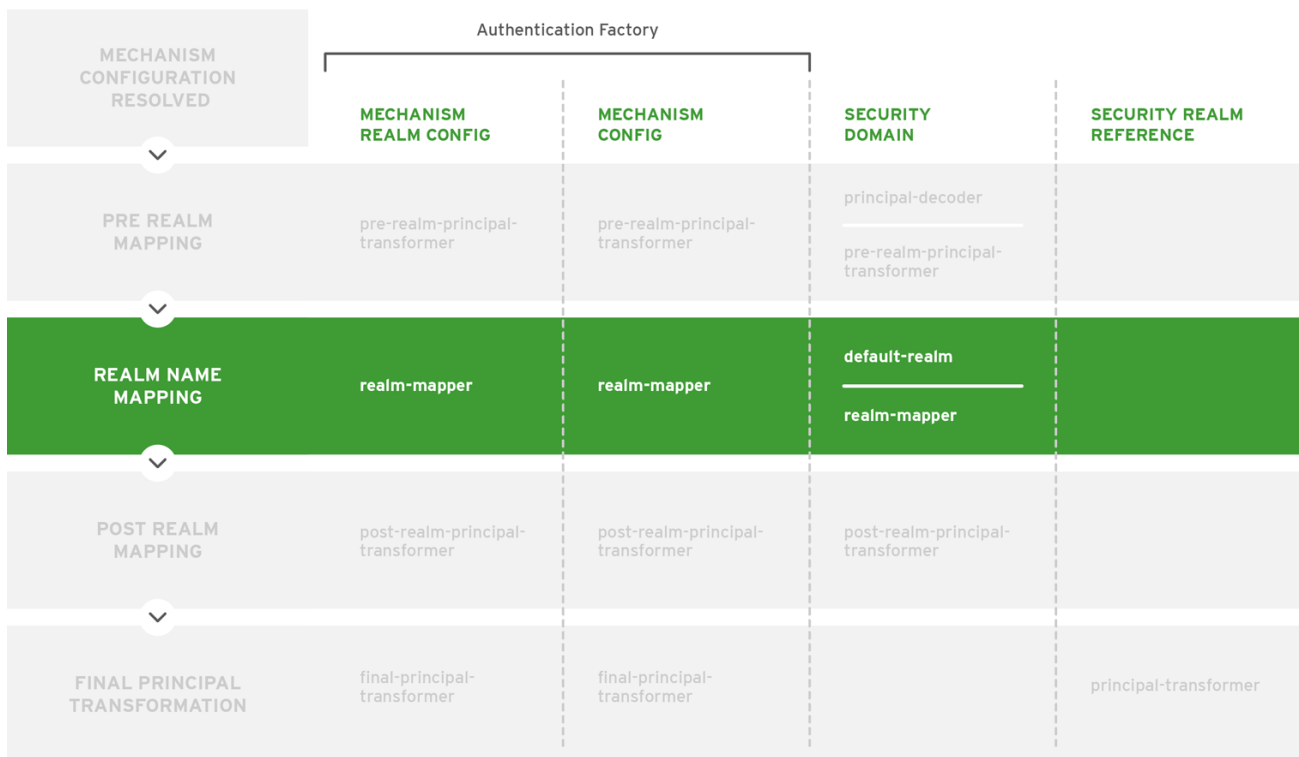 Authentication Factory
MECHANISM
CONFIGURATION
RESOLVED
MECHANISM
REALM CONFIG
MECHANISM
CONFIG
SECURITY
DOMAIN
SECURITY REALM
REFERENCE
PRE REALM
MAPPING
pre-realm-principal-
transformer
pre-realm-principal-
transformer
principal-decoder
pre-realm-principal-
transformer
REALM NAME
MAPPING
realm-mapper
realm-mapper
default-realm
realm-mapper
POST REALM
MAPPING
post-realm-principal-
transformer
post-realm-principal-
transformer
post-realm-principal-
transformer
FINAL PRINCIPAL
TRANSFORMATION
final-principal-
transformer
final-principal-
transformer
principal-transformer